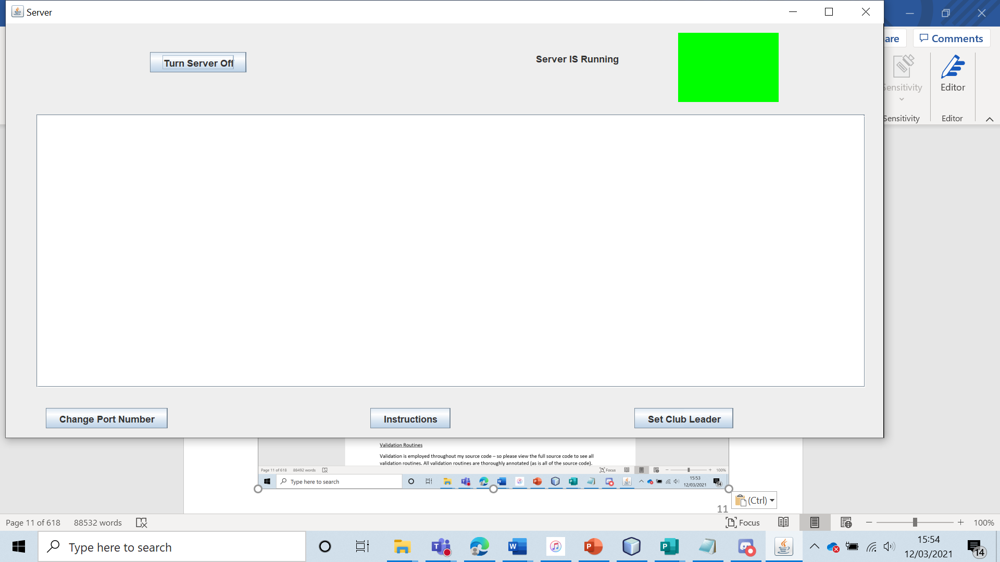 Server
are
Comments
Turn Server Off
Server IS Running
Sensitivity
Editor
Sensitivity
Editor
Change Port Number
Instructions
Set Club Leader
Validation Routines
Validation is employed throughout my source code – so please view the full source code to see all
validation routines. All validation routines are thoroughly annotated (as is all of the source code).
Page 11 of 618 88492 words
Focus
100%
Type here to search
15:53
12/03/2021
14
(Ctrl)
11
Page 11 of 618 88532 words
Focus
100%
Type here to search
15:54
12/03/2021
14